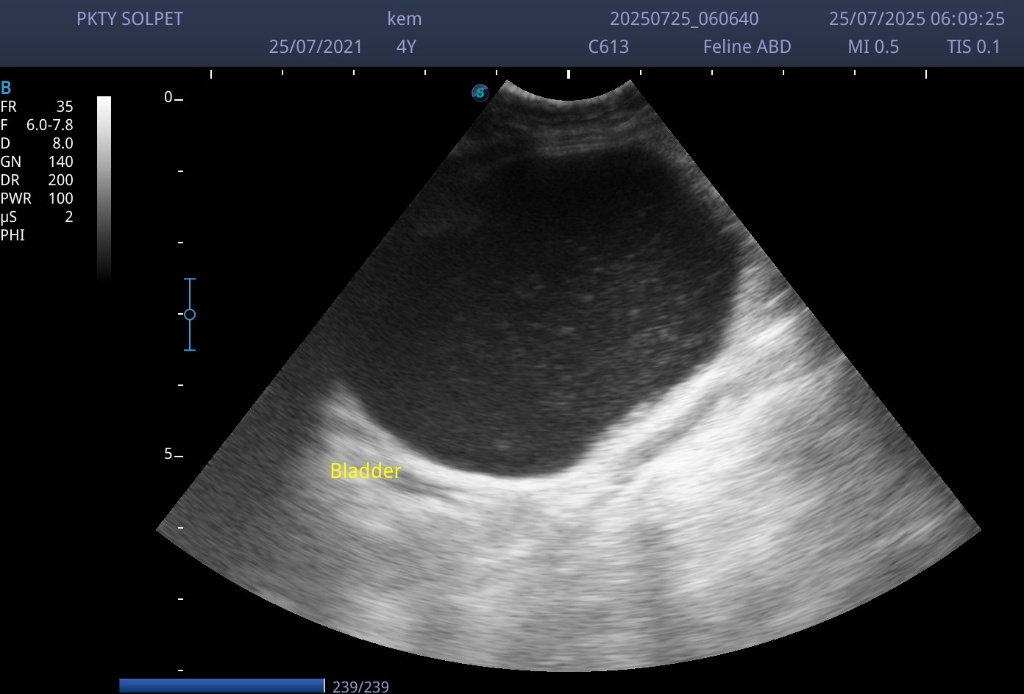 PKTY SOLPET kem 20250725_060640 25/07/2025 06:09:25
25/07/2021 4Y C613 Feline ABD MI 0.5 TIS 0.1
B
FR 35
F 6.0-7.8
D 8.0
GN 140
DR 200
PWR 100
µS 2
PHI
0
5
Bladder
239/239